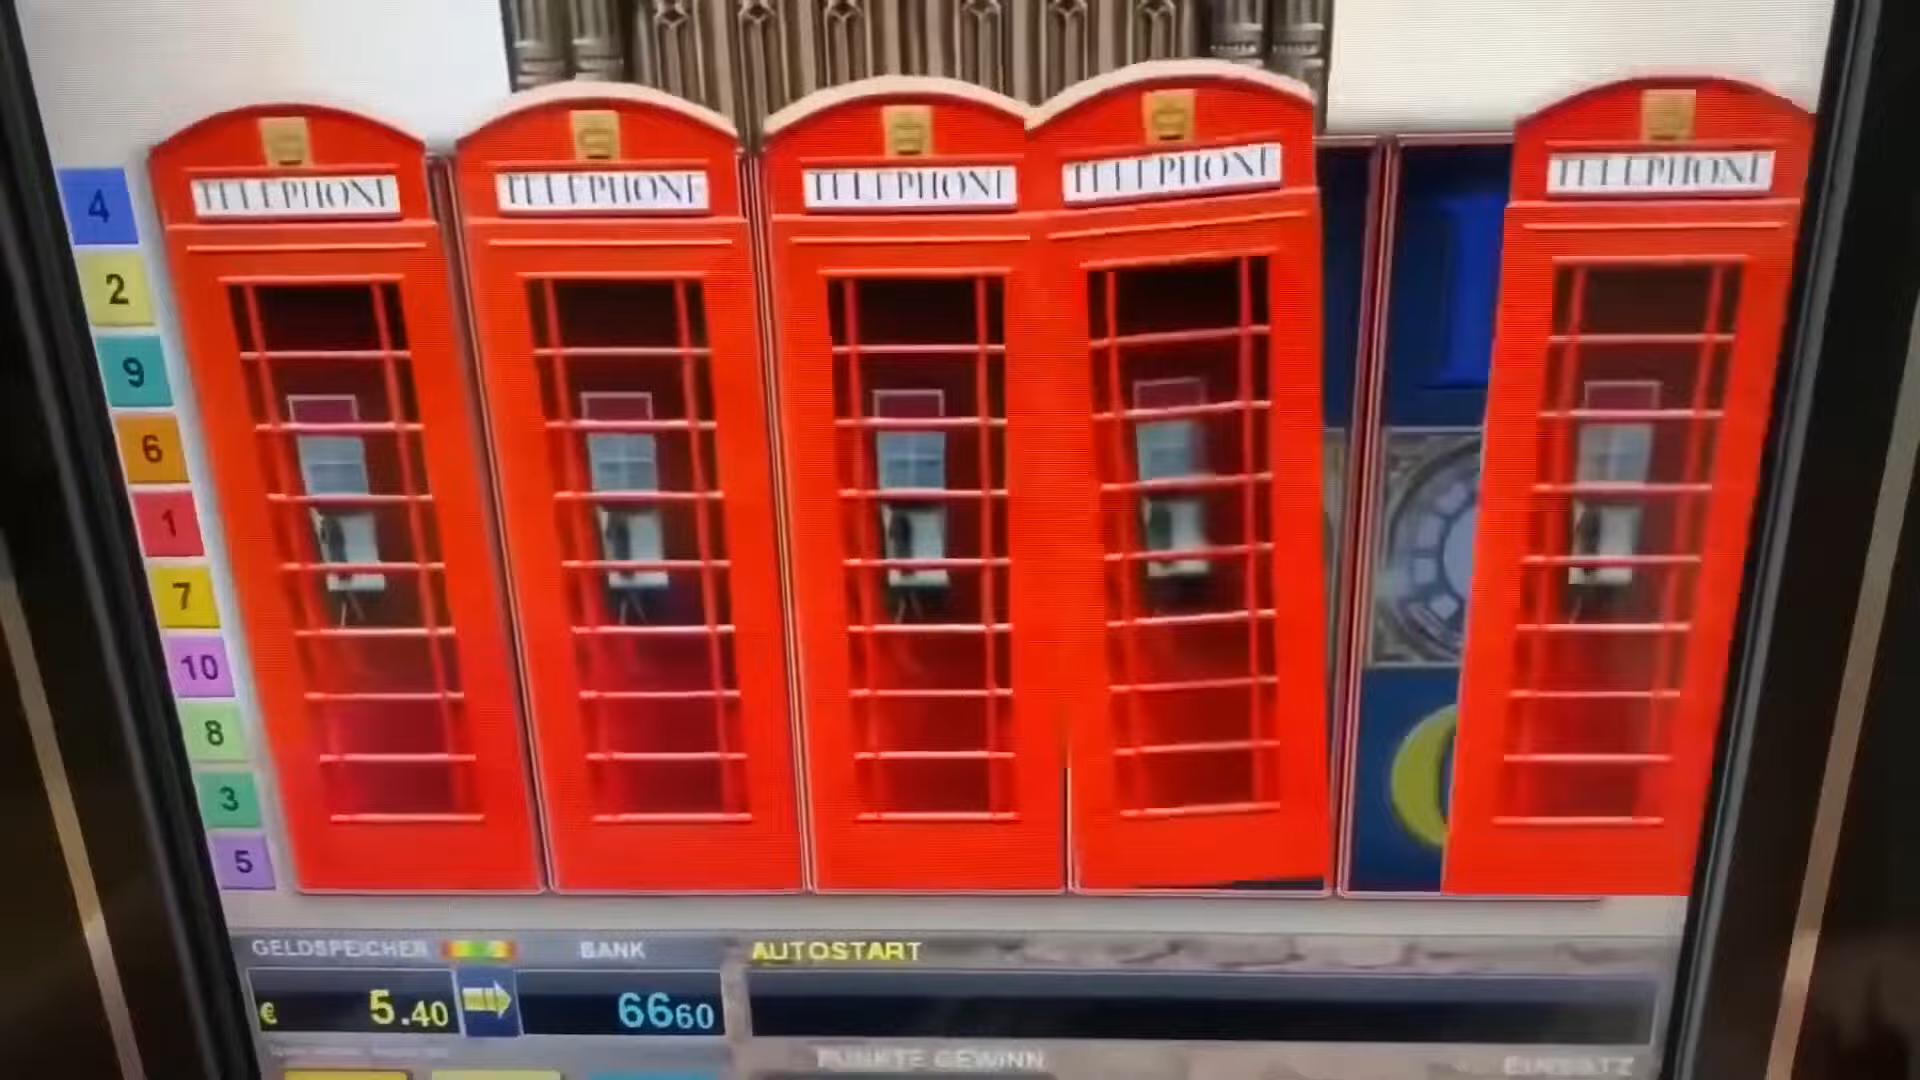 TELEPHONE TELEPHONE TELEPHONE TELEPHONE TELEPHONE
4
2
9
6
1
7
10
8
3
5
GELDSPEICHER BANK AUTOSTART
€ 5.40 6660
PUNKTE GEWINN EINSATZ